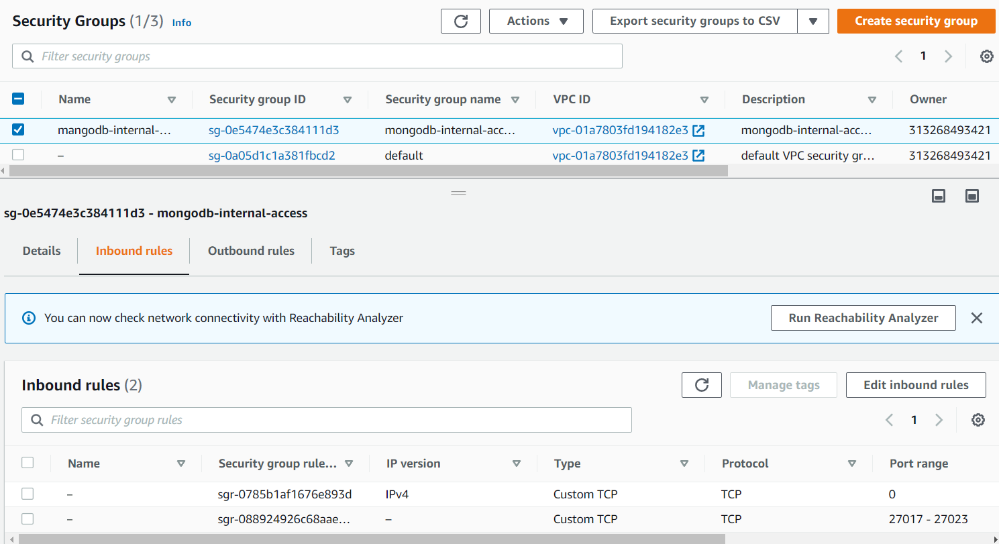 Security Groups (1/3) Info
Actions
Export security groups to CSV
Create security group
Filter security groups
1
Name Security group ID Security group name VPC ID Description Owner
mangodb-internal-... sg-0e5474e3c384111d3 mongodb-internal-acc... vpc-01a7803fd194182e3 mongodb-internal-acc... 313268493421
– sg-0a05d1c1a381fbcd2 default vpc-01a7803fd194182e3 default VPC security gr... 313268493421
sg-0e5474e3c384111d3 - mongodb-internal-access
Details Inbound rules Outbound rules Tags
You can now check network connectivity with Reachability Analyzer Run Reachability Analyzer
Inbound rules (2) Manage tags Edit inbound rules
Filter security group rules 1
Name Security group rule... IP version Type Protocol Port range
– sgr-0785b1af1676e893d IPv4 Custom TCP TCP 0
– sgr-088924926c68aae... – Custom TCP TCP 27017 - 27023